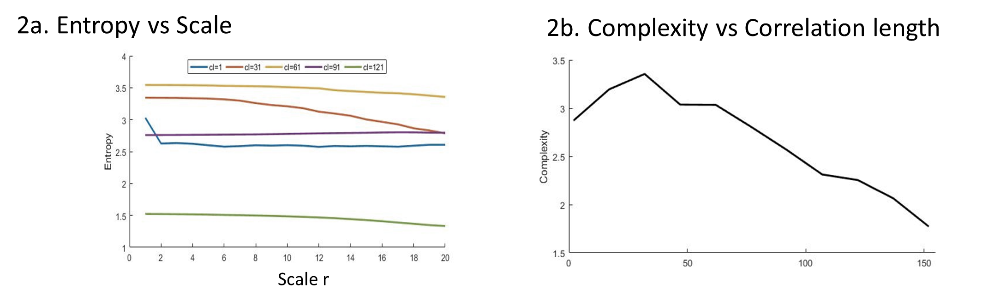 2a. Entropy vs Scale
4
3.5
3
2.5
2
1.5
1
Entropy
cl=1 cl=31 cl=61 cl=91 cl=121
0 2 4 6 8 10 12 14 16 18 20
Scale r
2b. Complexity vs Correlation length
3.5
3
2.5
2
1.5
Complexity
0 50 100 150